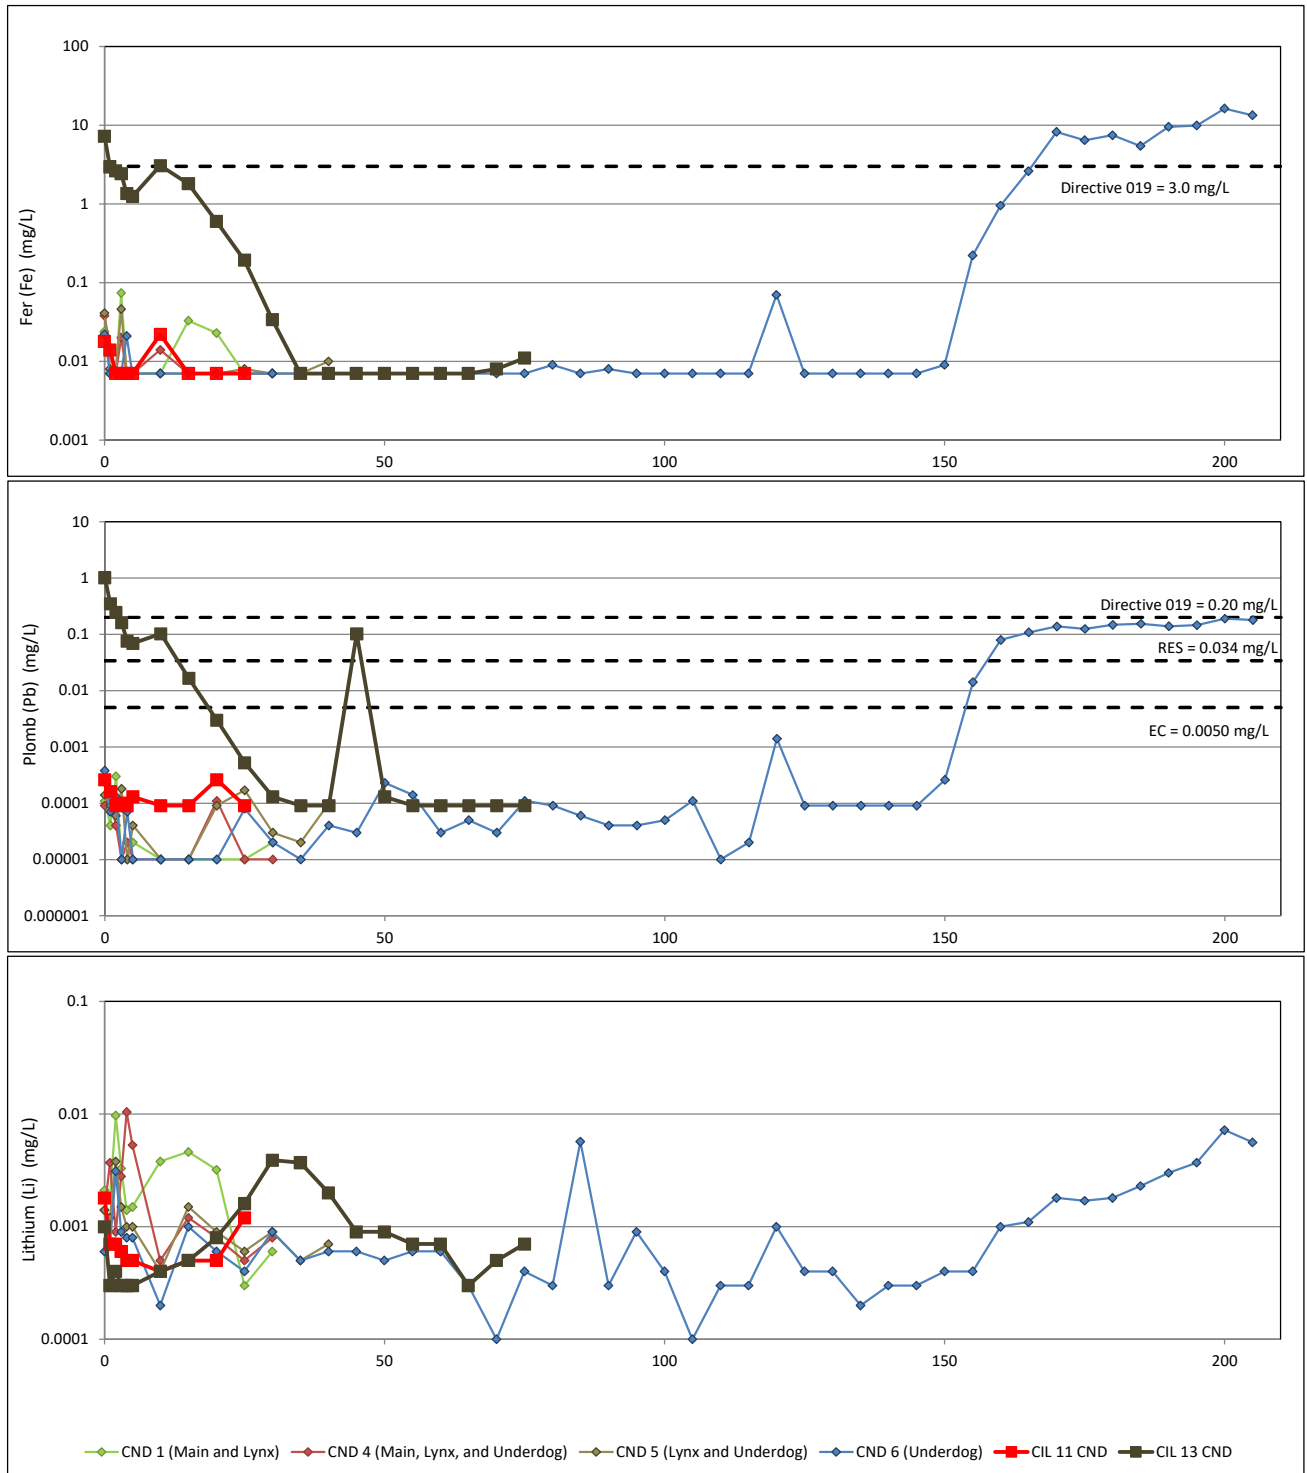 Fer (Fe) (mg/L)
100
10
1
0.1
0.01
0.001
Directive 019 = 3.0 mg/L
0 50 100 150 200
Plomb (Pb) (mg/L)
10
1
0.1
0.01
0.001
0.0001
0.00001
0.000001
Directive 019 = 0.20 mg/L
RES = 0.034 mg/L
EC = 0.0050 mg/L
0 50 100 150 200
Lithium (Li) (mg/L)
0.1
0.01
0.001
0.0001
0 50 100 150 200
CND 1 (Main and Lynx) CND 4 (Main, Lynx, and Underdog) CND 5 (Lynx and Underdog) CND 6 (Underdog) CIL 11 CND CIL 13 CND